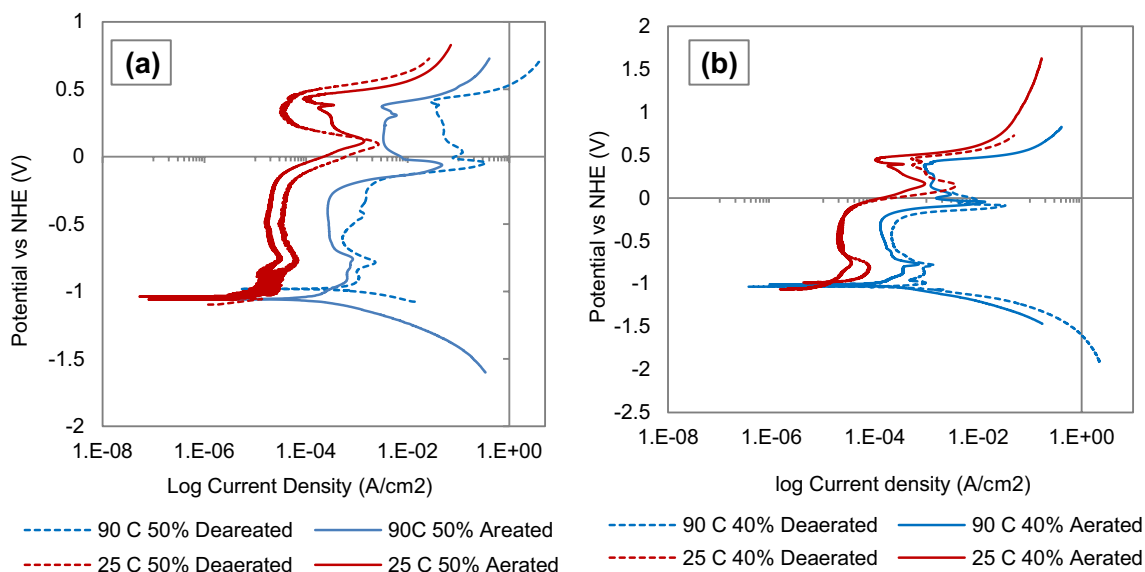 (a)
1
0.5
0
-0.5
-1
-1.5
-2
Potential vs NHE (V)
1.E-08 1.E-06 1.E-04 1.E-02 1.E+00
Log Current Density (A/cm2)
90 C 50% Deareated 90C 50% Areated
25 C 50% Deaerated 25 C 50% Aerated
(b)
2
1.5
1
0.5
0
-0.5
-1
-1.5
-2
-2.5
Potential vs NHE (V)
1.E-08 1.E-06 1.E-04 1.E-02 1.E+00
log Current density (A/cm2)
90 C 40% Deaerated 90 C 40% Aerated
25 C 40% Deaerated 25 C 40% Aerated